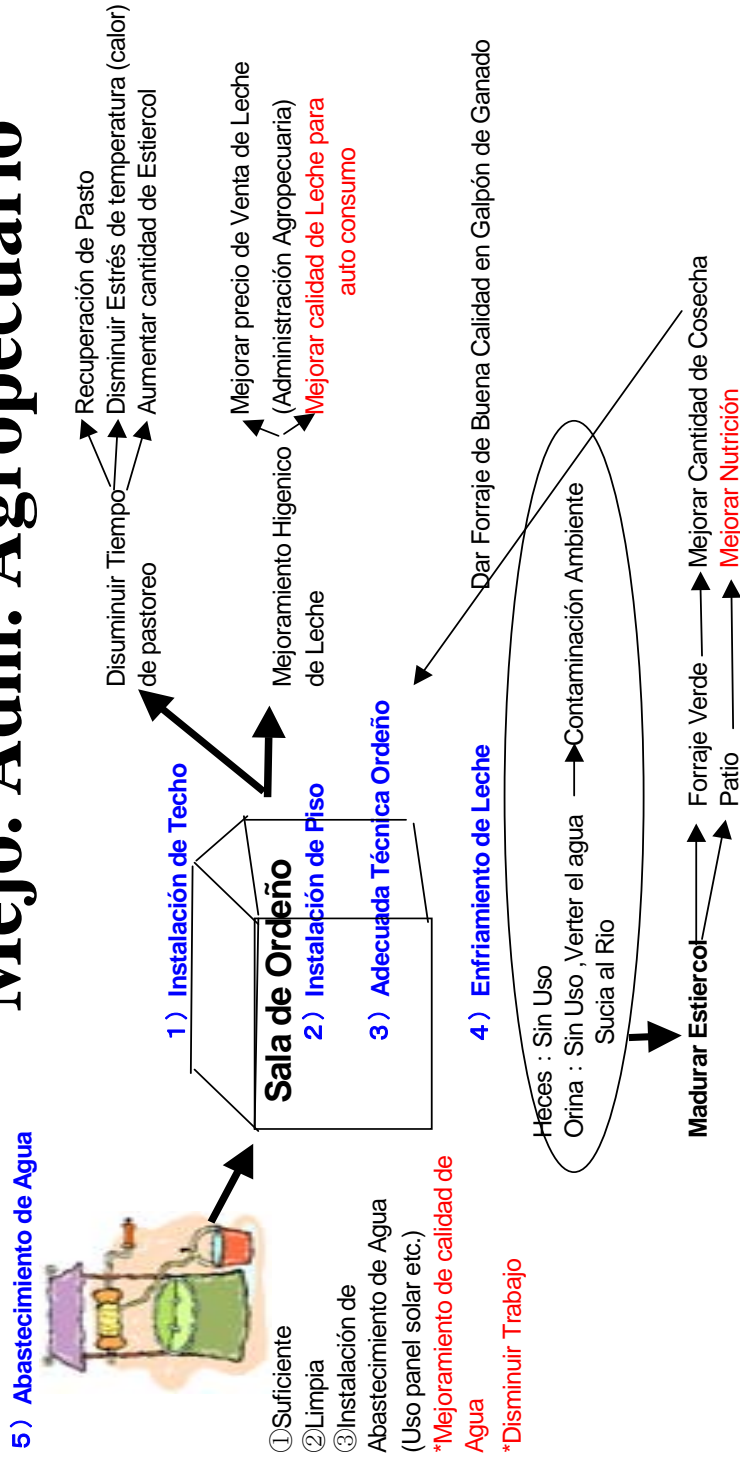 Mejo. Adm. Agropecuario
5）Abastecimiento de Agua
①Suficiente
②Limpia
③Instalación de
Abastecimiento de Agua
(Uso panel solar etc.)
*Mejoramiento de calidad de
Agua
*Disminuir Trabajo
1）Instalación de Techo
Sala de Ordeño
2）Instalación de Piso
3）Adecuada Técnica Ordeño
4）Enfriamiento de Leche
Disuminuir Tiempo
de pastoreo
Recuperación de Pasto
Disminuir Estrés de temperatura (calor)
Aumentar cantidad de Estiercol
Mejoramiento Higenico
de Leche
Mejorar precio de Venta de Leche
(Administración Agropecuaria)
Mejorar calidad de Leche para
auto consumo
Dar Forraje de Buena Calidad en Galpón de Ganado
Heces：Sin Uso
Orina：Sin Uso ,Verter el agua
Sucia al Rio
Contaminación Ambiente
Madurar Estiercol
Forraje Verde
Patio
Mejorar Cantidad de Cosecha
Mejorar Nutrición